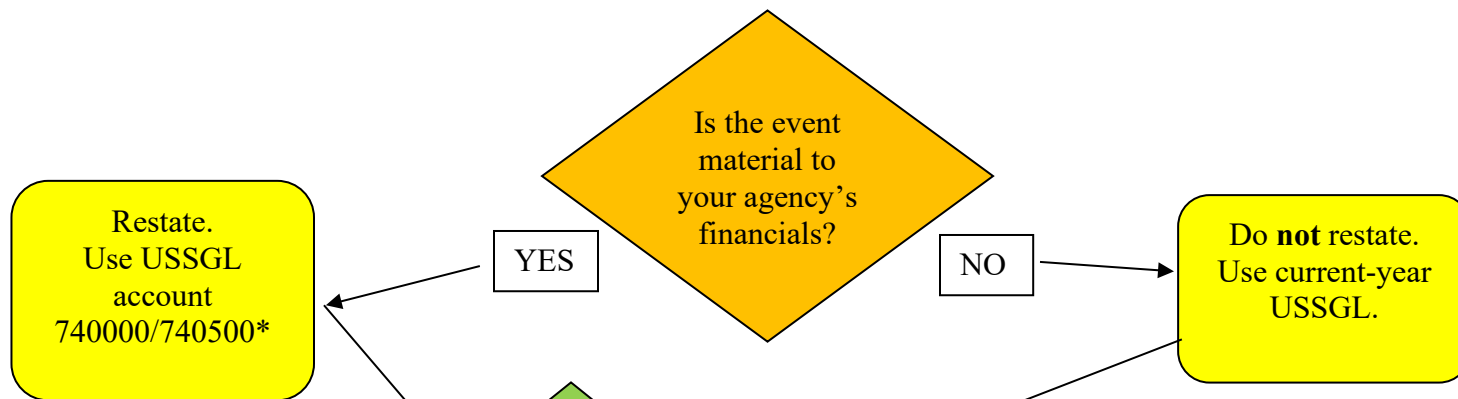 Is the event
material to
your agency’s
financials?
Restate.
Use USSGL
account
740000/740500*
YES
NO
Do not restate.
Use current-year
USSGL.